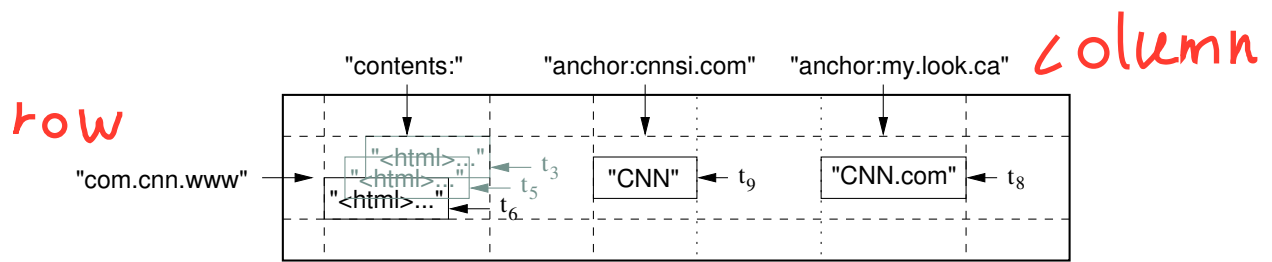 column
"contents:" "anchor:cnnsi.com" "anchor:my.look.ca"
row
"<html>..." t3
"com.cnn.www" "<html>..." t5 "CNN" t9 "CNN.com" t8
"<html>..." t6